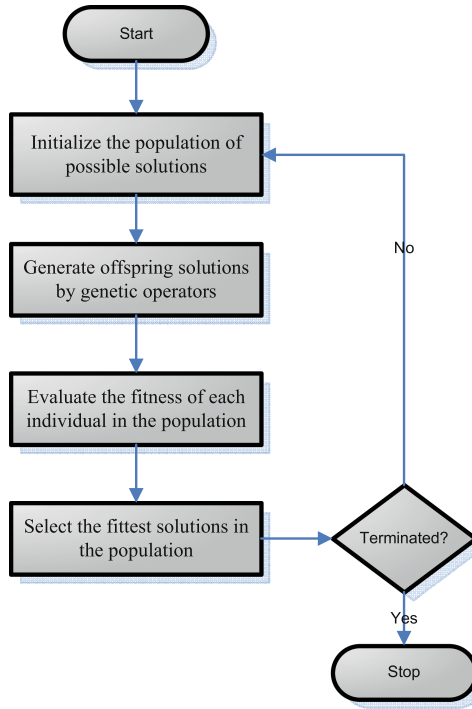 Start
Initialize the population of
possible solutions
No
Generate offspring solutions
by genetic operators
Evaluate the fitness of each
individual in the population
Select the fittest solutions in
the population
Terminated?
Yes
Stop